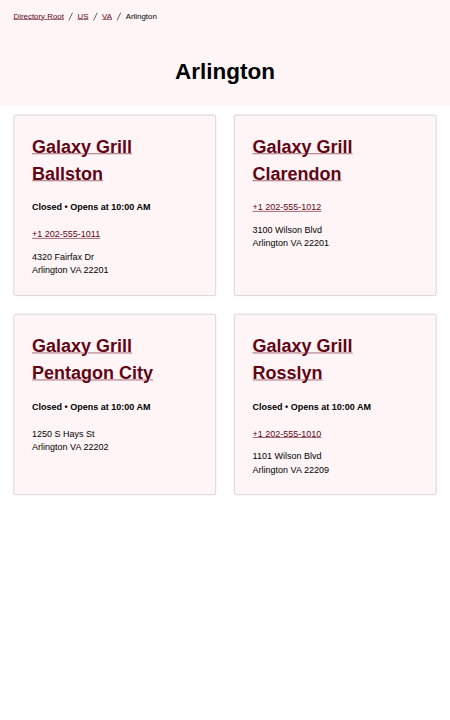 Directory Root / US / VA / Arlington
Arlington
Galaxy Grill
Ballston
Closed • Opens at 10:00 AM
+1 202-555-1011
4320 Fairfax Dr
Arlington VA 22201
Galaxy Grill
Clarendon
+1 202-555-1012
3100 Wilson Blvd
Arlington VA 22201
Galaxy Grill
Pentagon City
Closed • Opens at 10:00 AM
1250 S Hays St
Arlington VA 22202
Galaxy Grill
Rosslyn
Closed • Opens at 10:00 AM
+1 202-555-1010
1101 Wilson Blvd
Arlington VA 22209